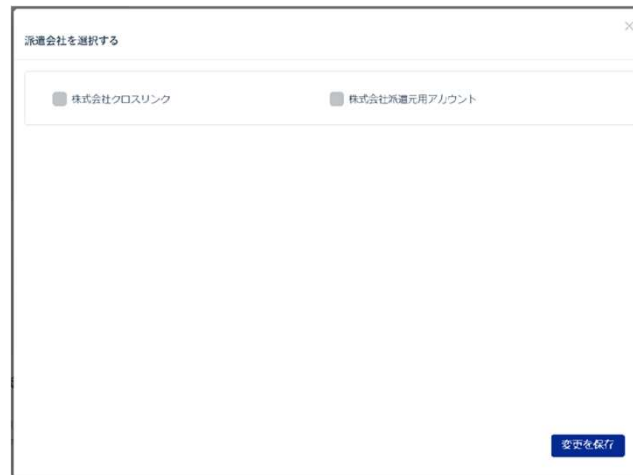 派遣会社を選択する
株式会社クロスリンク
株式会社派遣元用アカウント
変更を保存